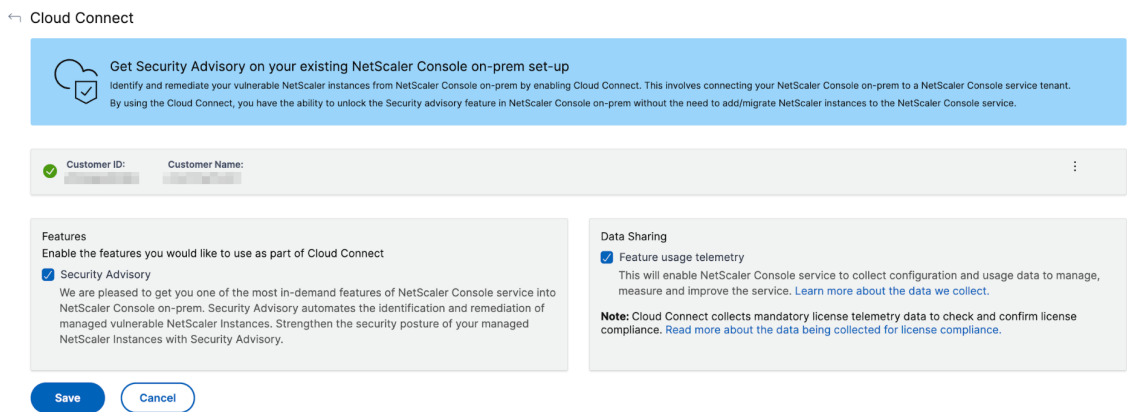 Cloud Connect
Get Security Advisory on your existing NetScaler Console on-prem set-up
Identify and remediate your vulnerable NetScaler instances from NetScaler Console on-prem by enabling Cloud Connect. This involves connecting your NetScaler Console on-prem to a NetScaler Console service tenant.
By using the Cloud Connect, you have the ability to unlock the Security advisory feature in NetScaler Console on-prem without the need to add/migrate NetScaler instances to the NetScaler Console service.
Customer ID: Customer Name:
Features
Enable the features you would like to use as part of Cloud Connect
Security Advisory
We are pleased to get you one of the most in-demand features of NetScaler Console service into
NetScaler Console on-prem. Security Advisory automates the identification and remediation of
managed vulnerable NetScaler Instances. Strengthen the security posture of your managed
NetScaler Instances with Security Advisory.
Data Sharing
Feature usage telemetry
This will enable NetScaler Console service to collect configuration and usage data to manage,
measure and improve the service. Learn more about the data we collect.
Note: Cloud Connect collects mandatory license telemetry data to check and confirm license
compliance. Read more about the data being collected for license compliance.
Save Cancel